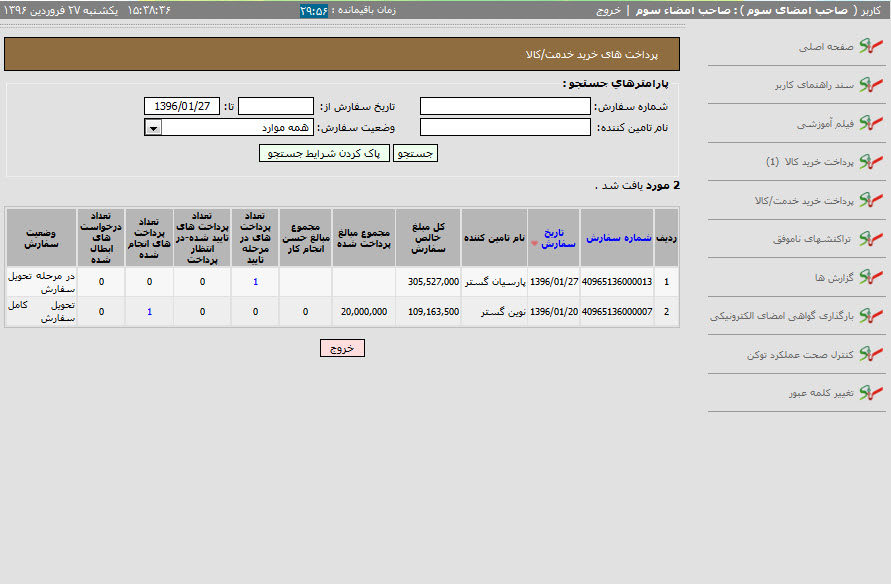 کاربر ( صاحب امضای سوم ) : صاحب امضاء سوم | خروج
زمان باقیمانده : ۲۹:۵۶
۱۵:۳۸:۳۶ یکشنبه ۲۷ فروردین ۱۳۹۶
صفحه اصلی
سند راهنمای کاربر
فیلم آموزشی
پرداخت خرید کالا (1)
پرداخت خرید خدمت/کالا
تراکنشهای ناموفق
گزارش ها
بارگذاری گواهی امضای الکترونیکی
کنترل صحت عملکرد توکن
تغییر کلمه عبور
پرداخت های خرید خدمت/کالا
پارامترهاي جستجو :
شماره سفارش: تاریخ سفارش از: تا: 1396/01/27
نام تامین کننده: وضعیت سفارش: همه موارد
جستجو پاک کردن شرایط جستجو
2 مورد یافت شد .
ردیف شماره سفارش تاریخ سفارش نام تامین کننده کل مبلغ خالص سفارش مجموع مبالغ پرداخت شده مجموع مبالغ حسن انجام کار تعداد پرداخت های در مرحله تایید تعداد پرداخت های تایید شده-در انتظار پرداخت تعداد پرداخت های انجام شده تعداد درخواست های ابطال شده وضعیت سفارش
1 40965136000013 1396/01/27 پارسیان گستر 305,527,000 1 0 0 0 در مرحله تحویل سفارش
2 40965136000007 1396/01/20 نوین گستر 109,163,500 20,000,000 0 0 0 1 0 تحویل کامل سفارش
خروج